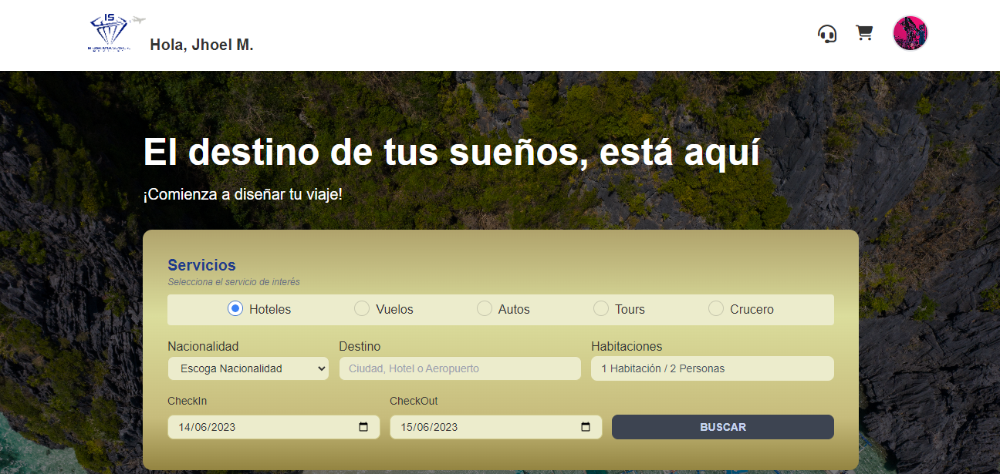 IS
Hola, Jhoel M.
El destino de tus sueños, está aquí
¡Comienza a diseñar tu viaje!
Servicios
Selecciona el servicio de interés
Hoteles Vuelos Autos Tours Crucero
Nacionalidad Destino Habitaciones
Escoga Nacionalidad Ciudad, Hotel o Aeropuerto 1 Habitación / 2 Personas
CheckIn CheckOut
14/06/2023 15/06/2023 BUSCAR